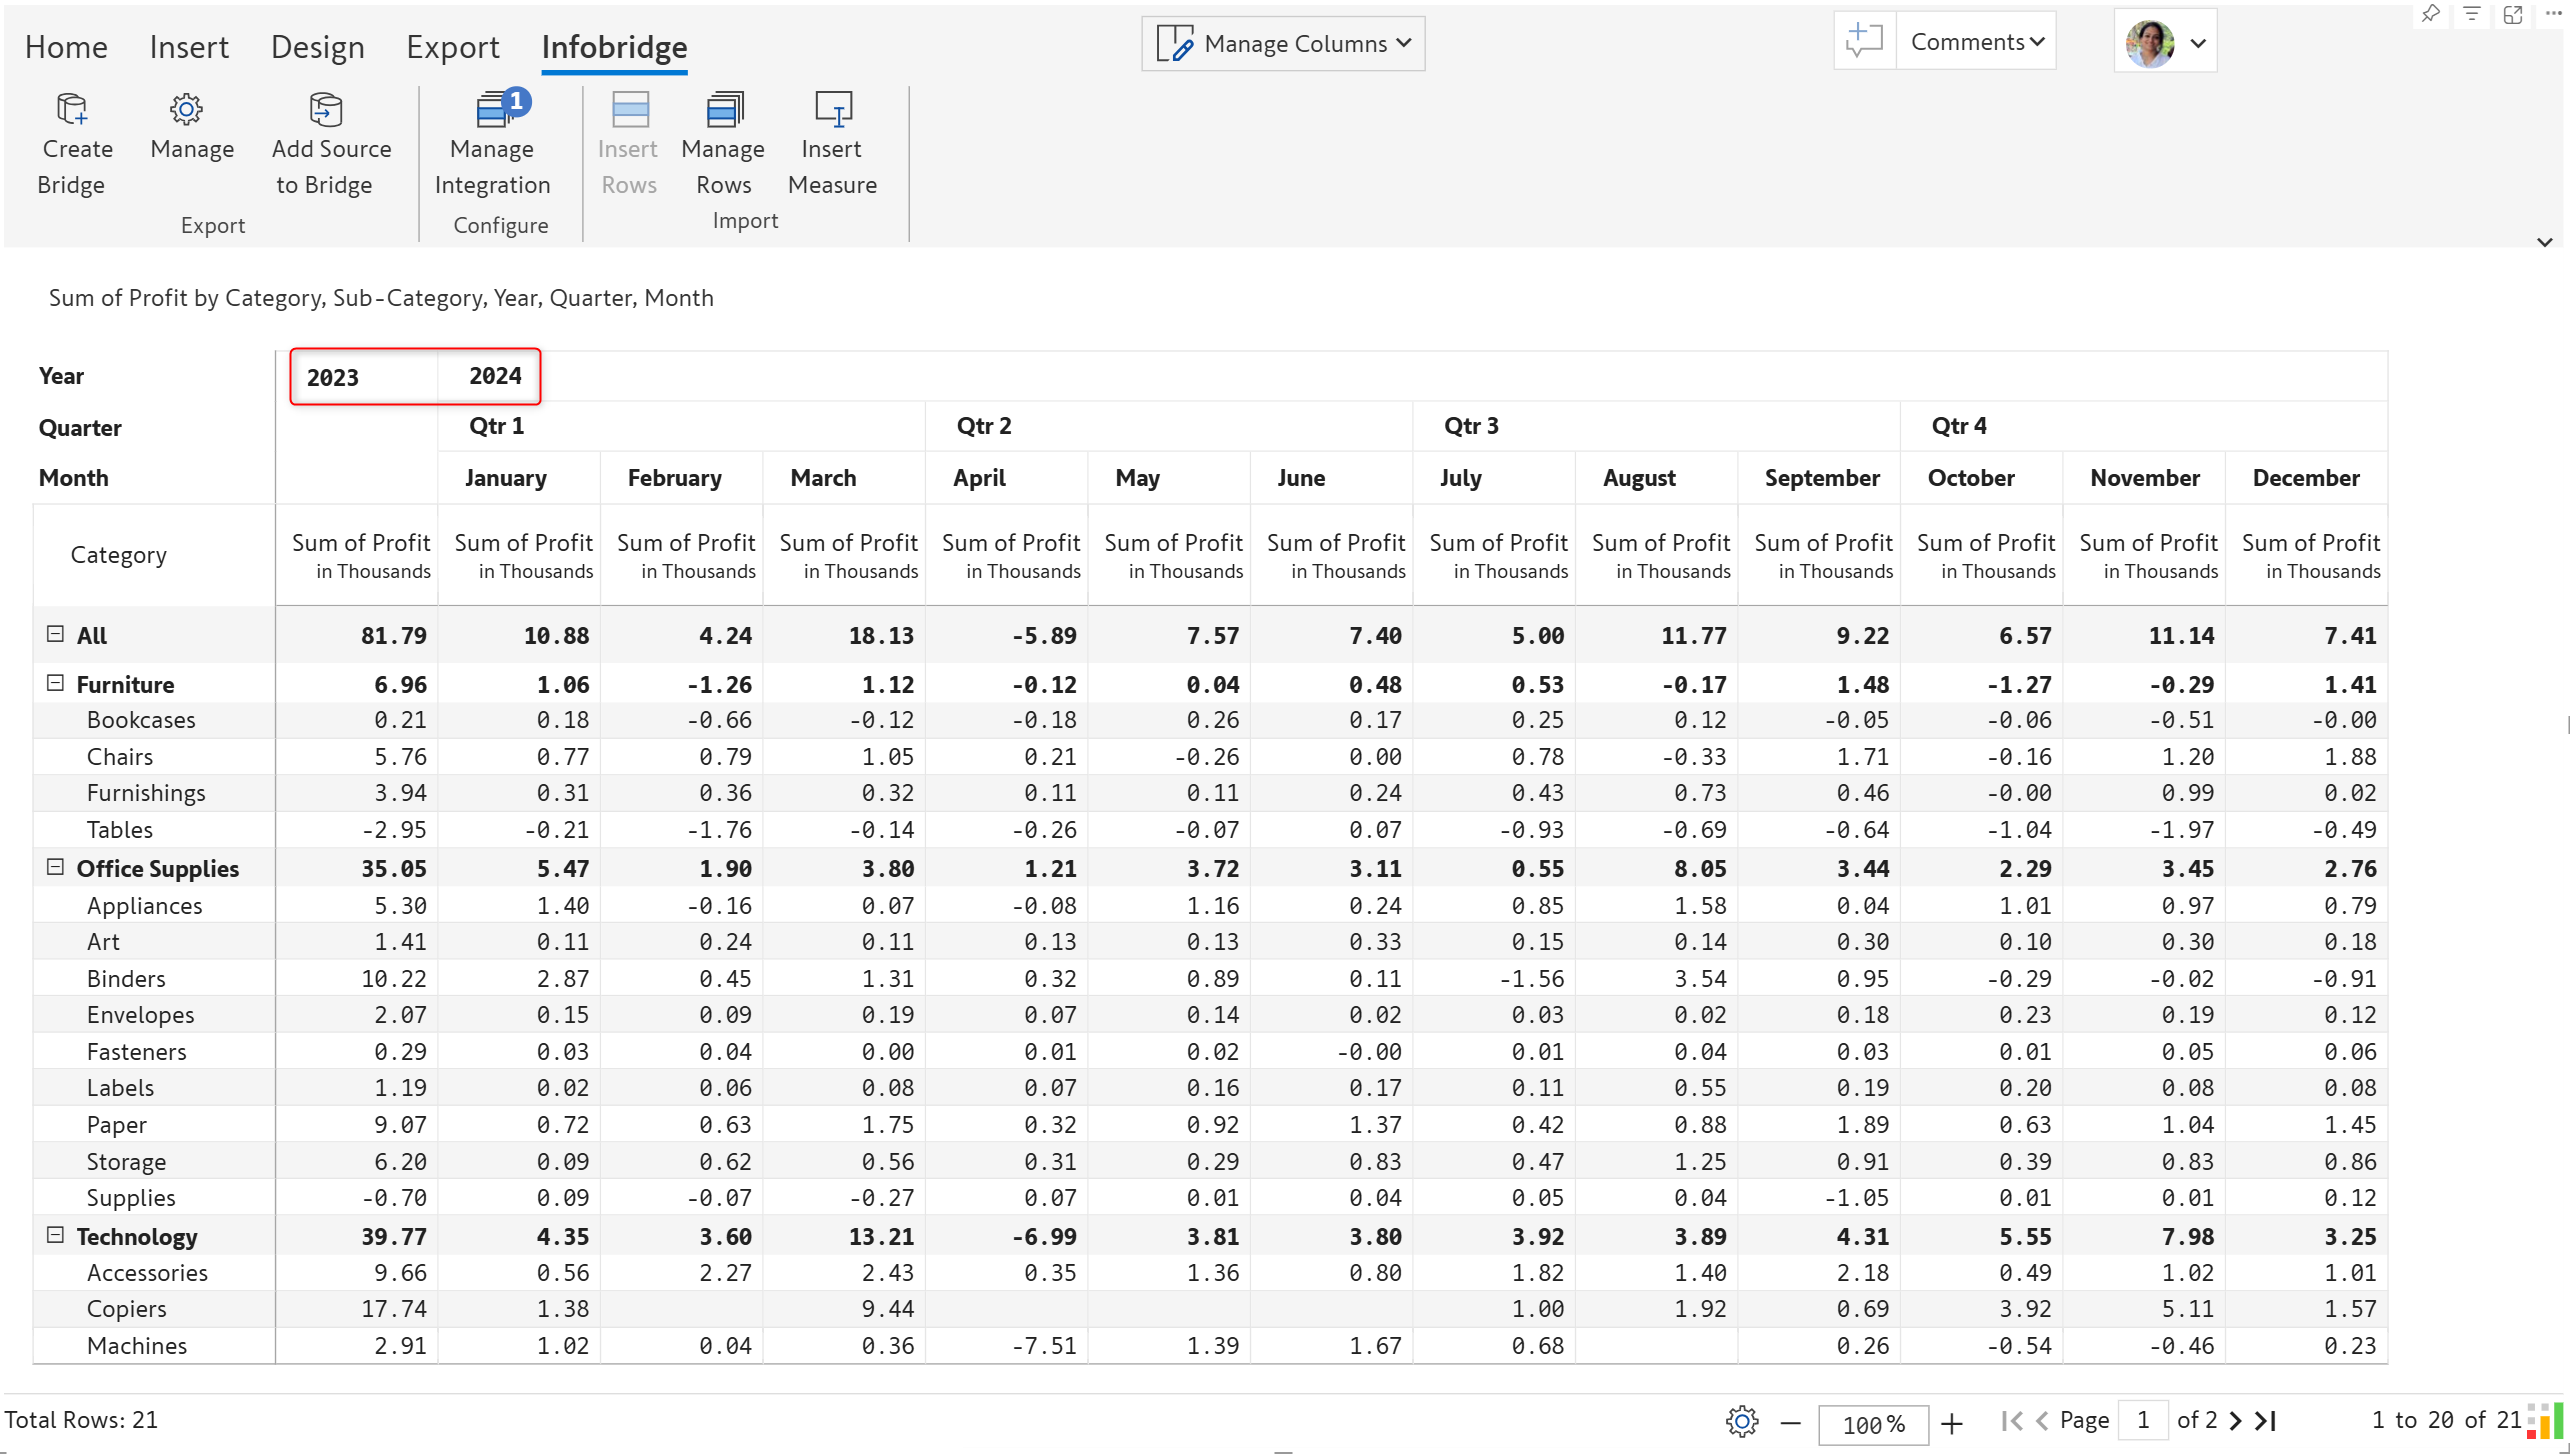 Home Insert Design Export Infobridge Manage Columns Comments
1
Create Bridge Manage Add Source to Bridge Manage Integration Insert Rows Manage Rows Insert Measure
Export Configure Import
Sum of Profit by Category, Sub-Category, Year, Quarter, Month
Year 2023 2024
Quarter Qtr 1 Qtr 2 Qtr 3 Qtr 4
Month January February March April May June July August September October November December
Category Sum of Profit Sum of Profit Sum of Profit Sum of Profit Sum of Profit Sum of Profit Sum of Profit Sum of Profit Sum of Profit Sum of Profit Sum of Profit Sum of Profit Sum of Profit
in Thousands in Thousands in Thousands in Thousands in Thousands in Thousands in Thousands in Thousands in Thousands in Thousands in Thousands in Thousands in Thousands
All 81.79 10.88 4.24 18.13 -5.89 7.57 7.40 5.00 11.77 9.22 6.57 11.14 7.41
Furniture 6.96 1.06 -1.26 1.12 -0.12 0.04 0.48 0.53 -0.17 1.48 -1.27 -0.29 1.41
Bookcases 0.21 0.18 -0.66 -0.12 -0.18 0.26 0.17 0.25 0.12 -0.05 -0.06 -0.51 -0.00
Chairs 5.76 0.77 0.79 1.05 0.21 -0.26 0.00 0.78 -0.33 1.71 -0.16 1.20 1.88
Furnishings 3.94 0.31 0.36 0.32 0.11 0.11 0.24 0.43 0.73 0.46 -0.00 0.99 0.02
Tables -2.95 -0.21 -1.76 -0.14 -0.26 -0.07 0.07 -0.93 -0.69 -0.64 -1.04 -1.97 -0.49
Office Supplies 35.05 5.47 1.90 3.80 1.21 3.72 3.11 0.55 8.05 3.44 2.29 3.45 2.76
Appliances 5.30 1.40 -0.16 0.07 -0.08 1.16 0.24 0.85 1.58 0.04 1.01 0.97 0.79
Art 1.41 0.11 0.24 0.11 0.13 0.13 0.33 0.15 0.14 0.30 0.10 0.30 0.18
Binders 10.22 2.87 0.45 1.31 0.32 0.89 0.11 -1.56 3.54 0.95 -0.29 -0.02 -0.91
Envelopes 2.07 0.15 0.09 0.19 0.07 0.14 0.02 0.03 0.02 0.18 0.23 0.19 0.12
Fasteners 0.29 0.03 0.04 0.00 0.01 0.02 -0.00 0.01 0.04 0.03 0.01 0.05 0.06
Labels 1.19 0.02 0.06 0.08 0.07 0.16 0.17 0.11 0.55 0.19 0.20 0.08 0.08
Paper 9.07 0.72 0.63 1.75 0.32 0.92 1.37 0.42 0.88 1.89 0.63 1.04 1.45
Storage 6.20 0.09 0.62 0.56 0.31 0.29 0.83 0.47 1.25 0.91 0.39 0.83 0.86
Supplies -0.70 0.09 -0.07 -0.27 0.07 0.01 0.04 0.05 0.04 -1.05 0.01 0.01 0.12
Technology 39.77 4.35 3.60 13.21 -6.99 3.81 3.80 3.92 3.89 4.31 5.55 7.98 3.25
Accessories 9.66 0.56 2.27 2.43 0.35 1.36 0.80 1.82 1.40 2.18 0.49 1.02 1.01
Copiers 17.74 1.38 9.44 1.00 1.92 0.69 3.92 5.11 1.57
Machines 2.91 1.02 0.04 0.36 -7.51 1.39 1.67 0.68 0.26 -0.54 -0.46 0.23
Total Rows: 21 100% Page 1 of 2 1 to 20 of 21